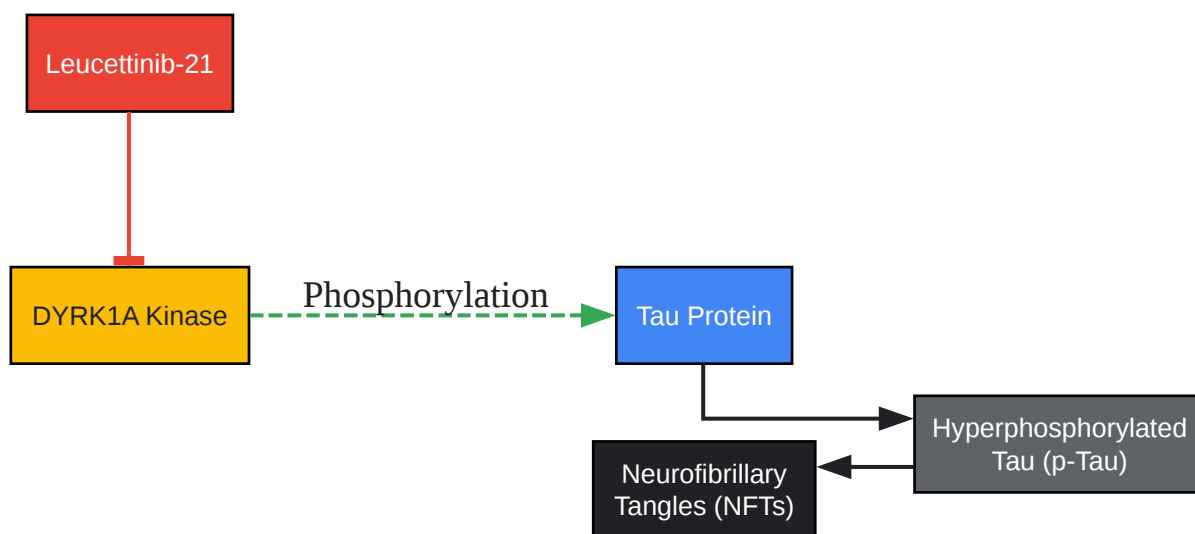 Leucettinib-21
DYRK1A Kinase
Phosphorylation
Tau Protein
Hyperphosphorylated
Tau (p-Tau)
Neurofibrillary
Tangles (NFTs)